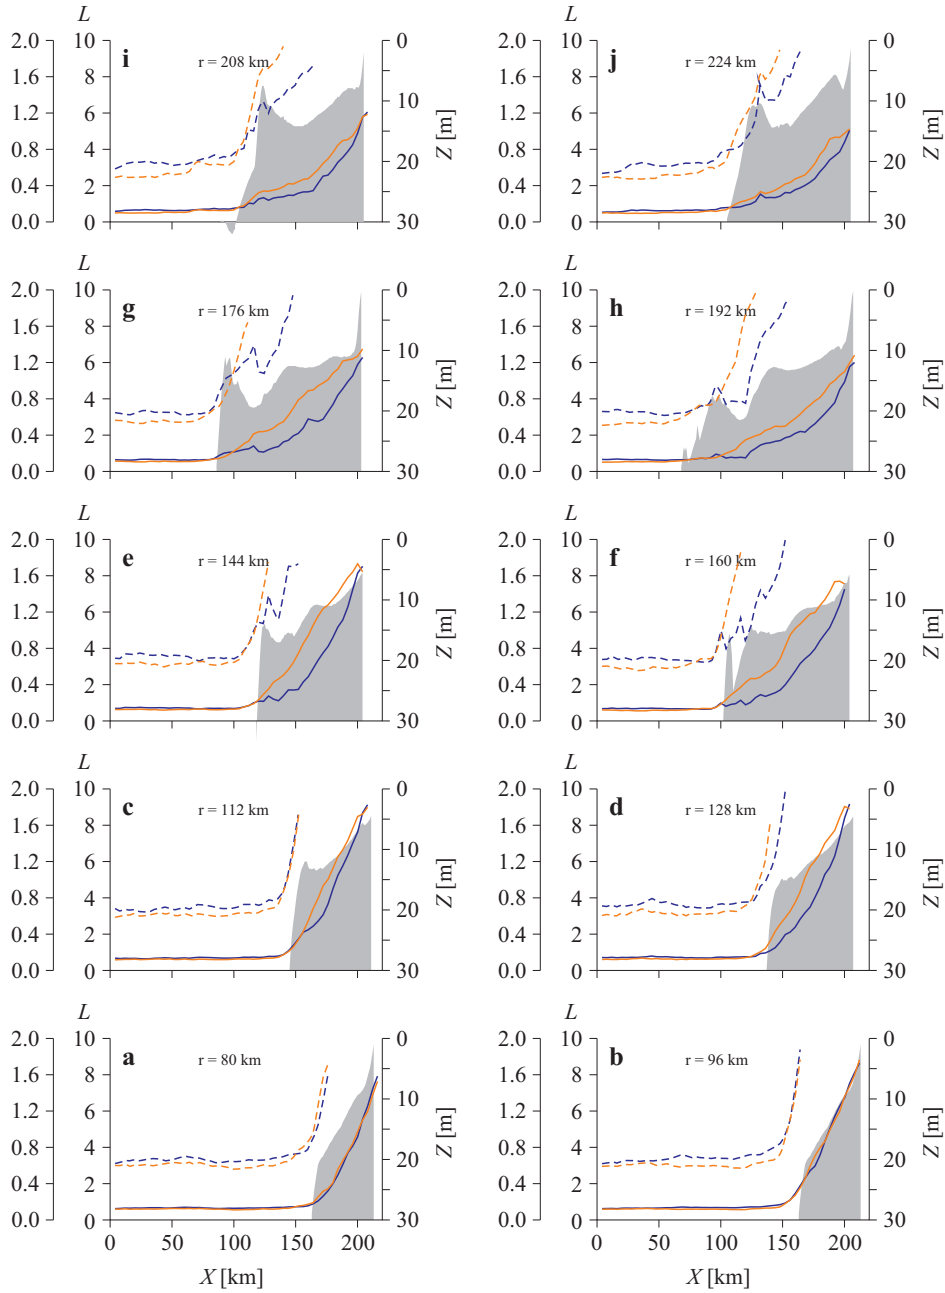 L L
2.0 10 0 2.0 10 0
i r = 208 km j r = 224 km
1.6 8 1.6 8
10 10
1.2 6 1.2 6
Z [m] Z [m]
0.8 4 20 0.8 4 20
0.4 2 0.4 2
0.0 0 30 0.0 0 30
L L
2.0 10 0 2.0 10 0
g r = 176 km h r = 192 km
1.6 8 1.6 8
10 10
1.2 6 1.2 6
Z [m] Z [m]
0.8 4 20 0.8 4 20
0.4 2 0.4 2
0.0 0 30 0.0 0 30
L L
2.0 10 0 2.0 10 0
e r = 144 km f r = 160 km
1.6 8 1.6 8
10 10
1.2 6 1.2 6
Z [m] Z [m]
0.8 4 20 0.8 4 20
0.4 2 0.4 2
0.0 0 30 0.0 0 30
L L
2.0 10 0 2.0 10 0
c r = 112 km d r = 128 km
1.6 8 1.6 8
10 10
1.2 6 1.2 6
Z [m] Z [m]
0.8 4 20 0.8 4 20
0.4 2 0.4 2
0.0 0 30 0.0 0 30
L L
2.0 10 0 2.0 10 0
a r = 80 km b r = 96 km
1.6 8 1.6 8
10 10
1.2 6 1.2 6
Z [m] Z [m]
0.8 4 20 0.8 4 20
0.4 2 0.4 2
0.0 0 30 0.0 0 30
0 50 100 150 200 0 50 100 150 200
X [km] X [km]